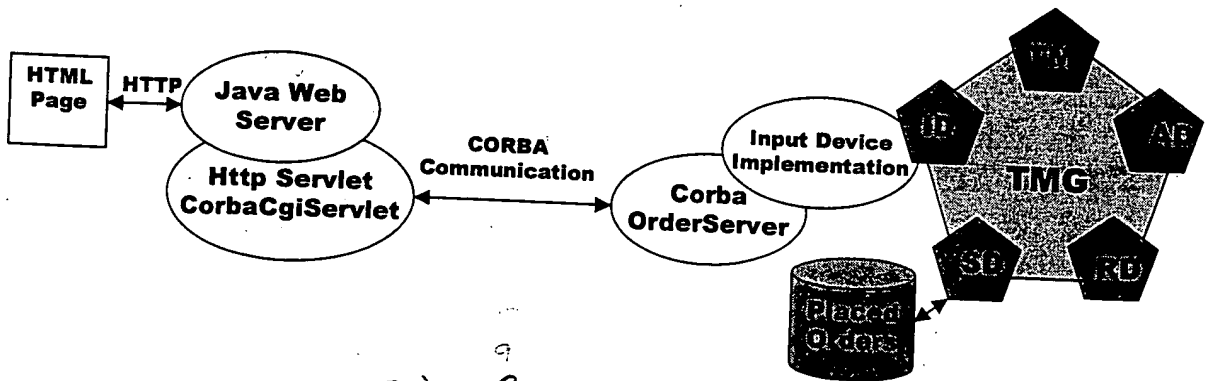 HTML
Page
HTTP
Java Web
Server
Http Servlet
CorbaCgiServlet
CORBA
Communication
Corba
OrderServer
Input Device
Implementation
ID
AD
TMG
SD
RD
Placed
Orders